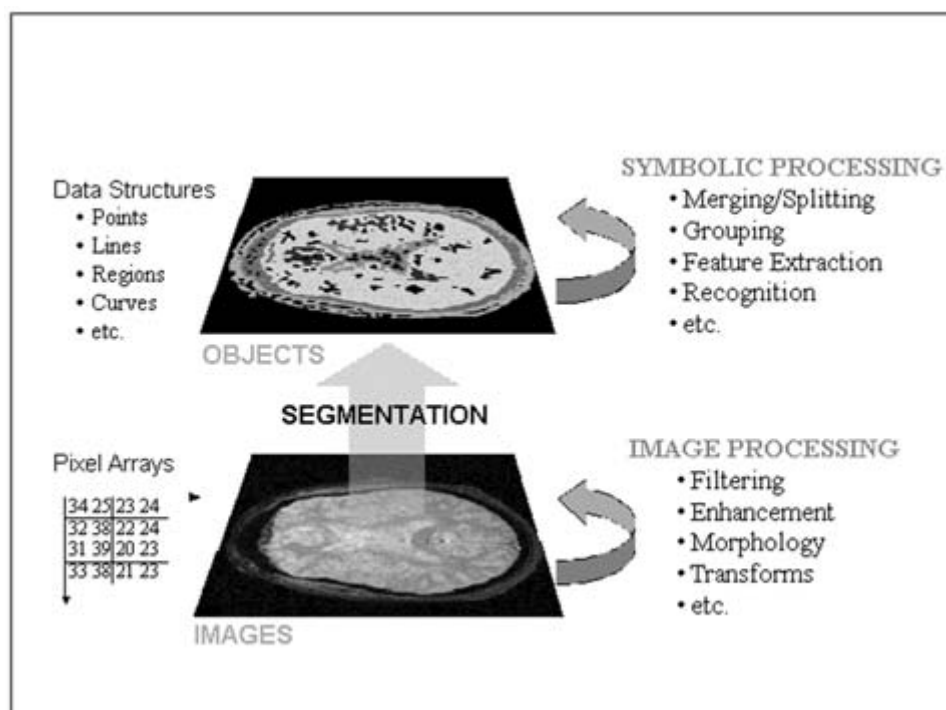 Data Structures
• Points
• Lines
• Regions
• Curves
• etc.
OBJECTS
SYMBOLIC PROCESSING
• Merging/Splitting
• Grouping
• Feature Extraction
• Recognition
• etc.
SEGMENTATION
Pixel Arrays
34 25 23 24
32 38 22 24
31 39 20 23
33 38 21 23
IMAGES
IMAGE PROCESSING
• Filtering
• Enhancement
• Morphology
• Transforms
• etc.